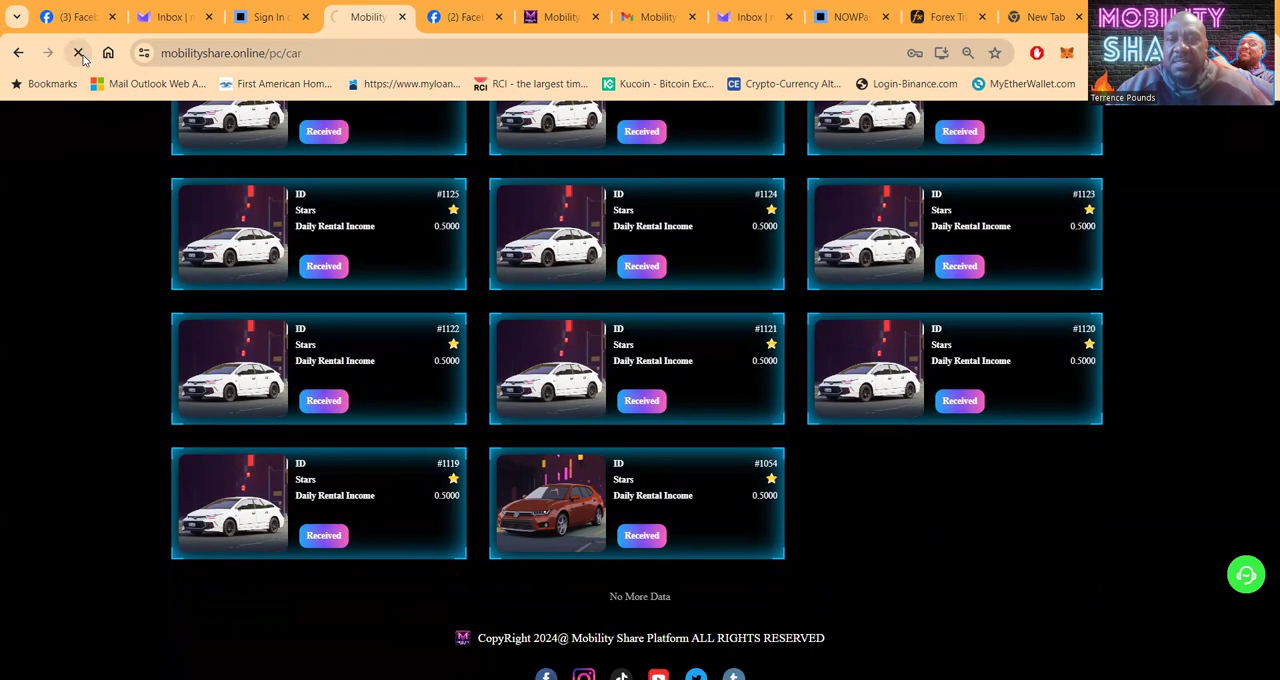 (3) Faceb
Inbox | n
Sign In o
Mobility
(2) Faceb
Mobility
Mobility
Inbox | n
NOWPa
Forex Tr
New Tab
mobilityshare.online/pc/car
Bookmarks
Mail Outlook Web A...
First American Hom...
https://www.myloan...
RCI - the largest tim...
Kucoin - Bitcoin Exc...
Crypto-Currency Alt...
Login-Binance.com
MyEtherWallet.com
MOBILITY
SHA
Terrence Pounds
Received
Received
Received
ID #1125
Stars
Daily Rental Income 0.5000
Received
ID #1124
Stars
Daily Rental Income 0.5000
Received
ID #1123
Stars
Daily Rental Income 0.5000
Received
ID #1122
Stars
Daily Rental Income 0.5000
Received
ID #1121
Stars
Daily Rental Income 0.5000
Received
ID #1120
Stars
Daily Rental Income 0.5000
Received
ID #1119
Stars
Daily Rental Income 0.5000
Received
ID #1054
Stars
Daily Rental Income 0.5000
Received
No More Data
CopyRight 2024@ Mobility Share Platform ALL RIGHTS RESERVED